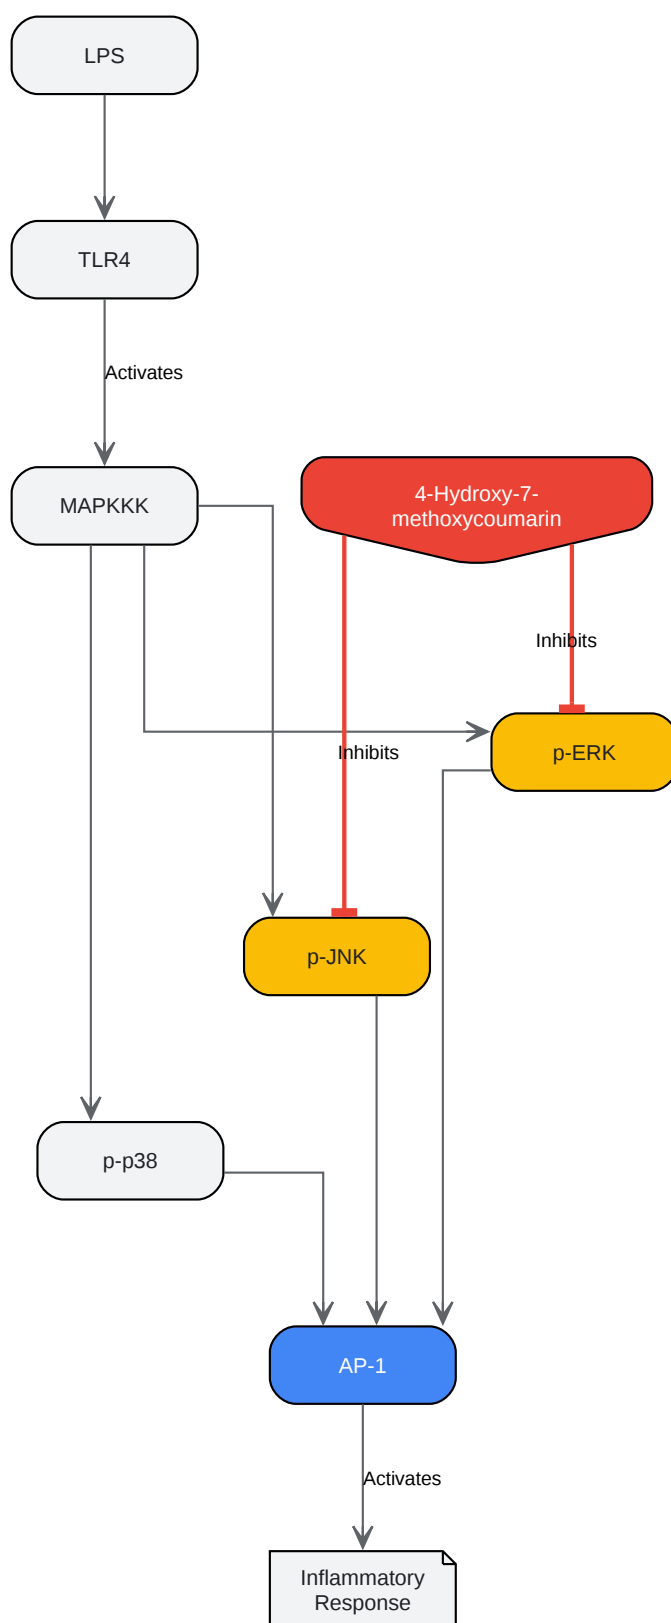 LPS
TLR4
Activates
MAPKKK
4-Hydroxy-7-
methoxycoumarin
Inhibits
p-ERK
Inhibits
p-JNK
p-p38
AP-1
Activates
Inflammatory
Response